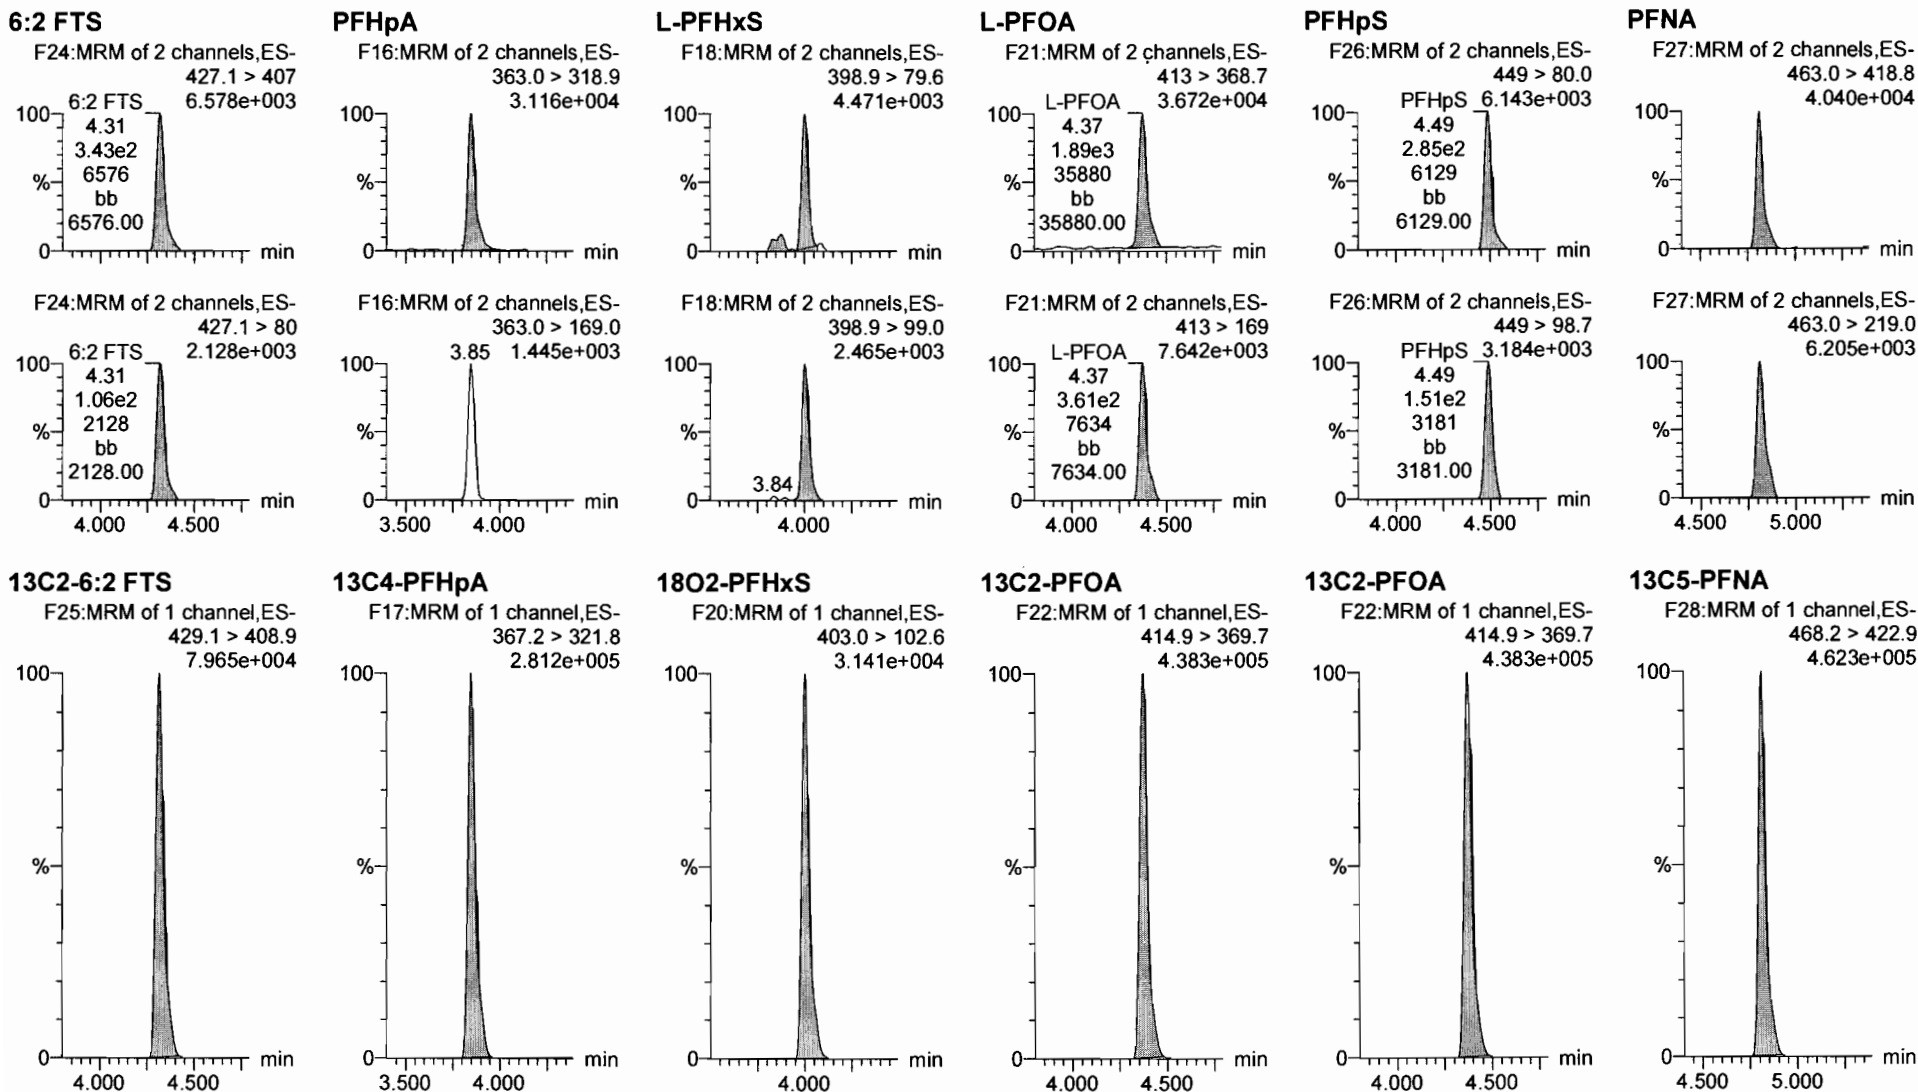 6:2 FTS
F24:MRM of 2 channels,ES-
427.1 > 407
6.578e+003
100
6:2 FTS
4.31
3.43e2
6576
bb
6576.00
%
0
min
PFHpA
F16:MRM of 2 channels,ES-
363.0 > 318.9
3.116e+004
100
%
0
min
L-PFHxS
F18:MRM of 2 channels,ES-
398.9 > 79.6
4.471e+003
100
%
0
min
L-PFOA
F21:MRM of 2 channels,ES-
413 > 368.7
3.672e+004
100
L-PFOA
4.37
1.89e3
35880
bb
35880.00
%
0
min
PFHpS
F26:MRM of 2 channels,ES-
449 > 80.0
6.143e+003
100
PFHpS
4.49
2.85e2
6129
bb
6129.00
%
0
min
PFNA
F27:MRM of 2 channels,ES-
463.0 > 418.8
4.040e+004
100
%
0
min
F24:MRM of 2 channels,ES-
427.1 > 80
2.128e+003
100
6:2 FTS
4.31
1.06e2
2128
bb
2128.00
%
0
min
4.000 4.500
F16:MRM of 2 channels,ES-
363.0 > 169.0
1.445e+003
3.85
100
%
0
min
3.500 4.000
F18:MRM of 2 channels,ES-
398.9 > 99.0
2.465e+003
100
%
3.84
0
min
4.000
F21:MRM of 2 channels,ES-
413 > 169
7.642e+003
100
L-PFOA
4.37
3.61e2
7634
bb
7634.00
%
0
min
4.000 4.500
F26:MRM of 2 channels,ES-
449 > 98.7
3.184e+003
100
PFHpS
4.49
1.51e2
3181
bb
3181.00
%
0
min
4.000 4.500
F27:MRM of 2 channels,ES-
463.0 > 219.0
6.205e+003
100
%
0
min
4.500 5.000
13C2-6:2 FTS
F25:MRM of 1 channel,ES-
429.1 > 408.9
7.965e+004
100
%
0
min
4.000 4.500
13C4-PFHpA
F17:MRM of 1 channel,ES-
367.2 > 321.8
2.812e+005
100
%
0
min
3.500 4.000
18O2-PFHxS
F20:MRM of 1 channel,ES-
403.0 > 102.6
3.141e+004
100
%
0
min
4.000
13C2-PFOA
F22:MRM of 1 channel,ES-
414.9 > 369.7
4.383e+005
100
%
0
min
4.000 4.500
13C2-PFOA
F22:MRM of 1 channel,ES-
414.9 > 369.7
4.383e+005
100
%
0
min
4.000 4.500
13C5-PFNA
F28:MRM of 1 channel,ES-
468.2 > 422.9
4.623e+005
100
%
0
min
4.500 5.000